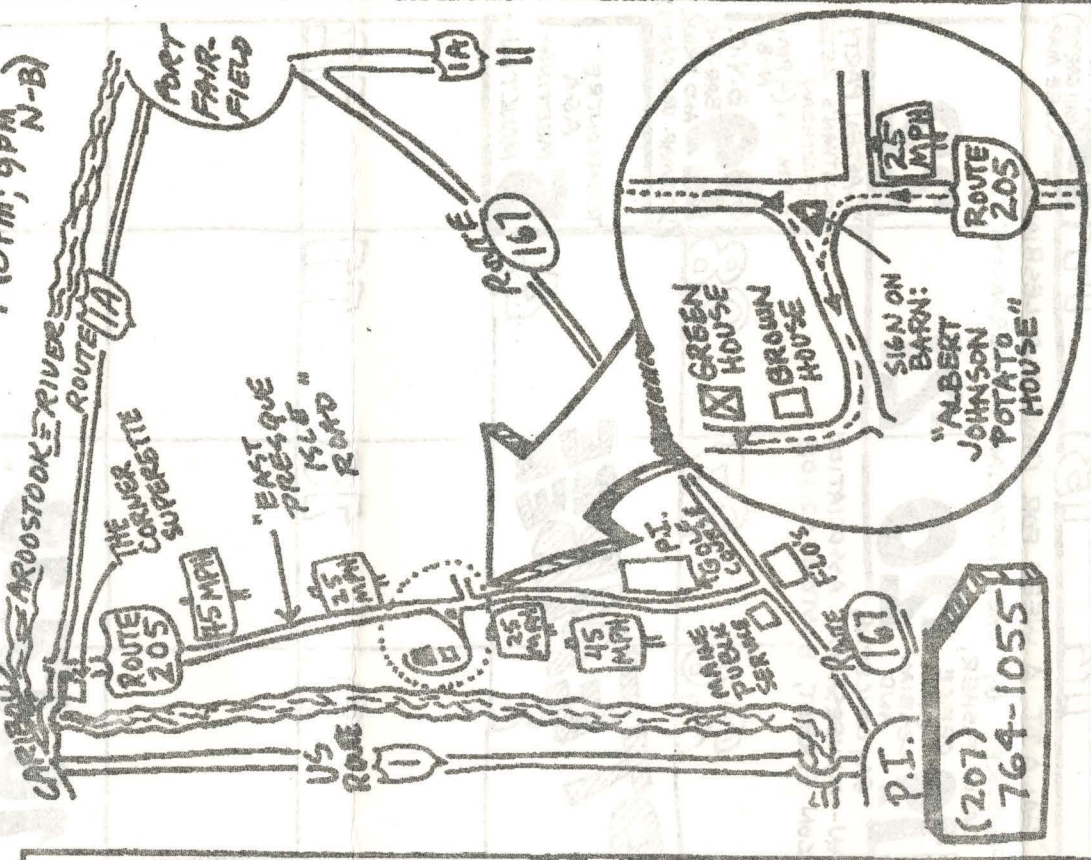 9PM
N-B)
CARIBOU
AROOSTOOK RIVER
ROUTE 1A
FORT
FAIR-
FIELD
1A
THE
CORNER
SUPERETTE
ROUTE
205
45 MPH
"EAST
PRESQUE
ISLE"
ROAD
25
MPH
ROUTE
167
US
ROUTE
1
25
MPH
45
MPH
P.I.
GOLF
COURSE
MAINE
PUBLIC
SERVICE
FLO'S
ROUTE
167
P.I.
GREEN
HOUSE
BROWN
HOUSE
25
MPH
ROUTE
205
SIGN ON
BARN:
"ALBERT
JOHNSON
POTATO
HOUSE"
(207)
764-1055